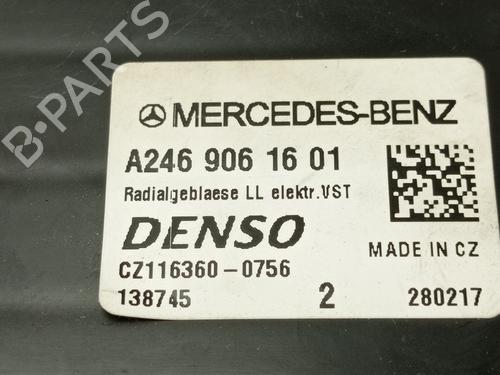 MERCEDES-BENZ
A246 906 16 01
Radialgeblaese LL elektr.VST
DENSO
MADE IN CZ
CZ116360-0756
138745 2 280217
B-PARTS